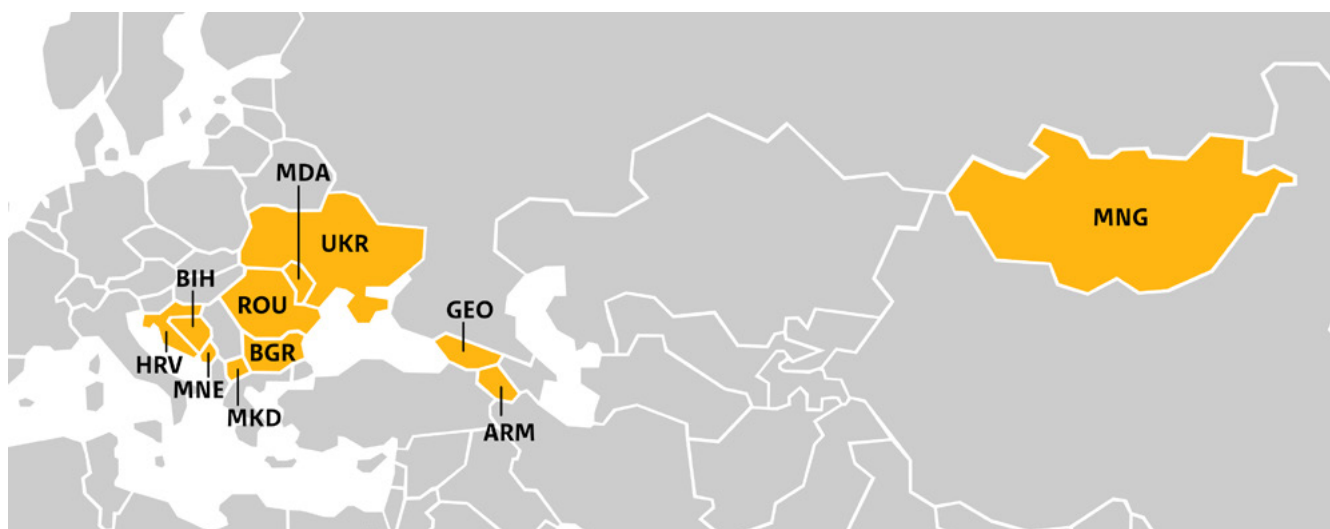 MDA
UKR
MNG
BIH
ROU
GEO
BGR
HRV
MNE
MKD
ARM